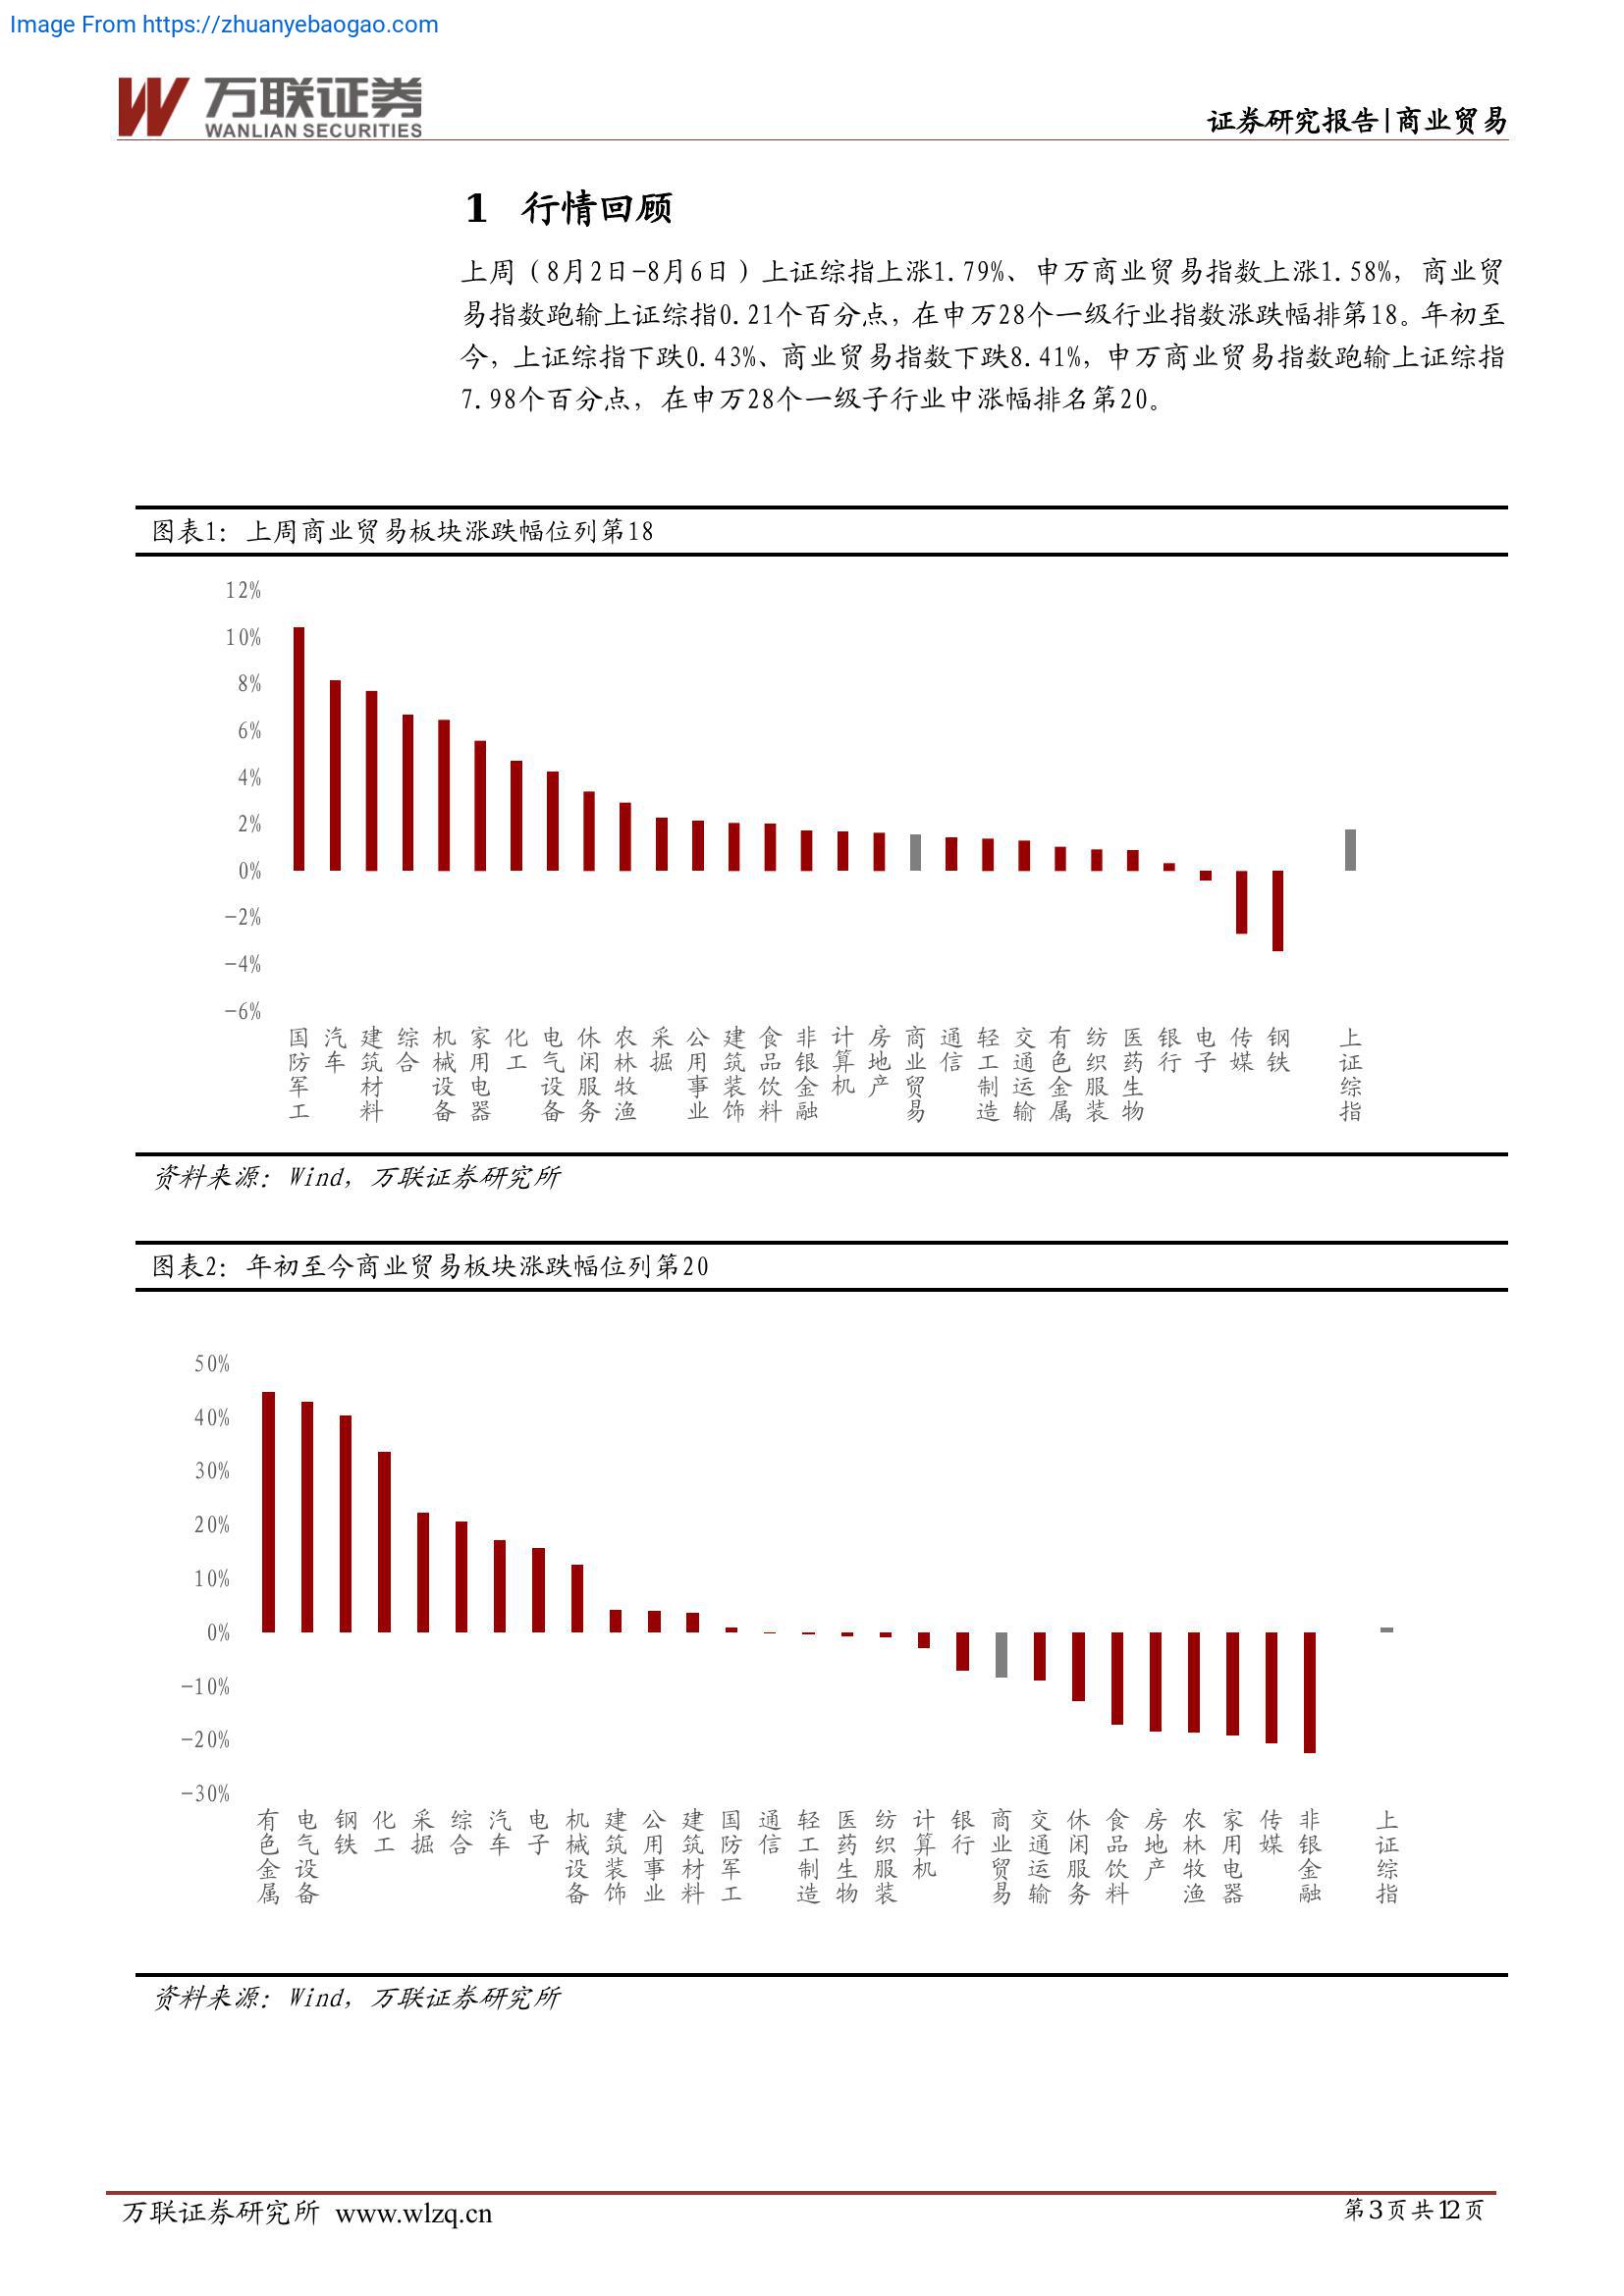 Image From https://zhuanyebaogao.com
万联证券
WANLIAN SECURITIES
证券研究报告|商业贸易
1 行情回顾
上周（8月2日-8月6日）上证综指上涨1.79%、申万商业贸易指数上涨1.58%，商业贸
易指数跑输上证综指0.21个百分点，在申万28个一级行业指数涨跌幅排第18。年初至
今，上证综指下跌0.43%、商业贸易指数下跌8.41%，申万商业贸易指数跑输上证综指
7.98个百分点，在申万28个一级子行业中涨幅排名第20。
图表1：上周商业贸易板块涨跌幅位列第18
12%
10%
8%
6%
4%
2%
0%
-2%
-4%
-6%
国防军工
汽车
建筑材料
综合
机械设备
家用电器
化工
电气设备
休闲服务
农林牧渔
采掘
公用事业
建筑装饰
食品饮料
非银金融
计算机
房地产
商业贸易
通信
轻工制造
交通运输
有色金属
纺织服装
医药生物
银行
电子
传媒
钢铁
上证综指
资料来源：Wind，万联证券研究所
图表2：年初至今商业贸易板块涨跌幅位列第20
50%
40%
30%
20%
10%
0%
-10%
-20%
-30%
有色金属
电气设备
钢铁
化工
采掘
综合
汽车
电子
机械设备
建筑装饰
公用事业
建筑材料
国防军工
通信
轻工制造
医药生物
纺织服装
计算机
银行
商业贸易
交通运输
休闲服务
食品饮料
房地产
农林牧渔
家用电器
传媒
非银金融
上证综指
资料来源：Wind，万联证券研究所
万联证券研究所 www.wlzq.cn
第3页共12页